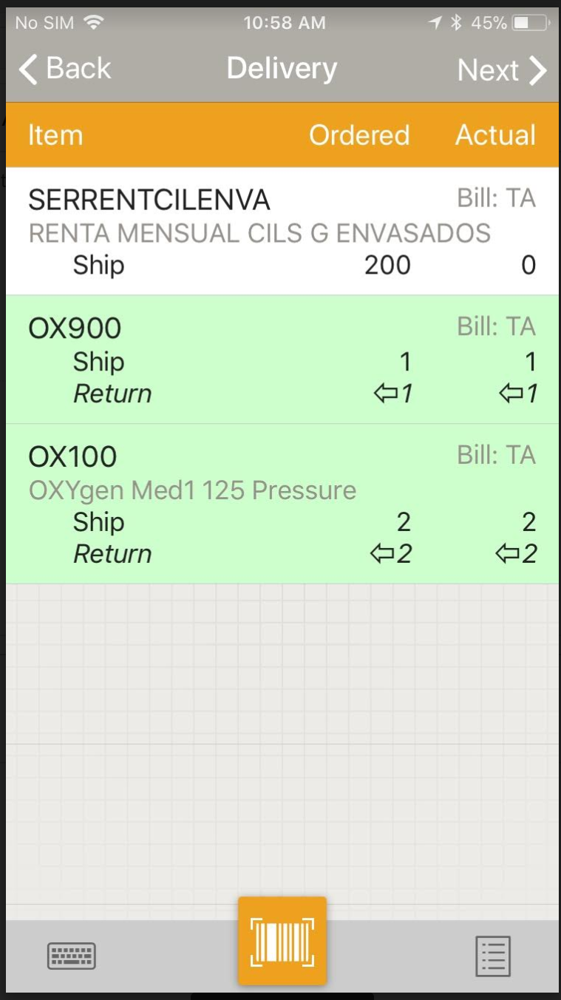 No SIM 10:58 AM 45%
Back Delivery Next
Item Ordered Actual
SERRENTCILENVA Bill: TA
RENTA MENSUAL CILS G ENVASADOS
Ship 200 0
OX900 Bill: TA
Ship 1 1
Return ⇦1 ⇦1
OX100 Bill: TA
OXYgen Med1 125 Pressure
Ship 2 2
Return ⇦2 ⇦2